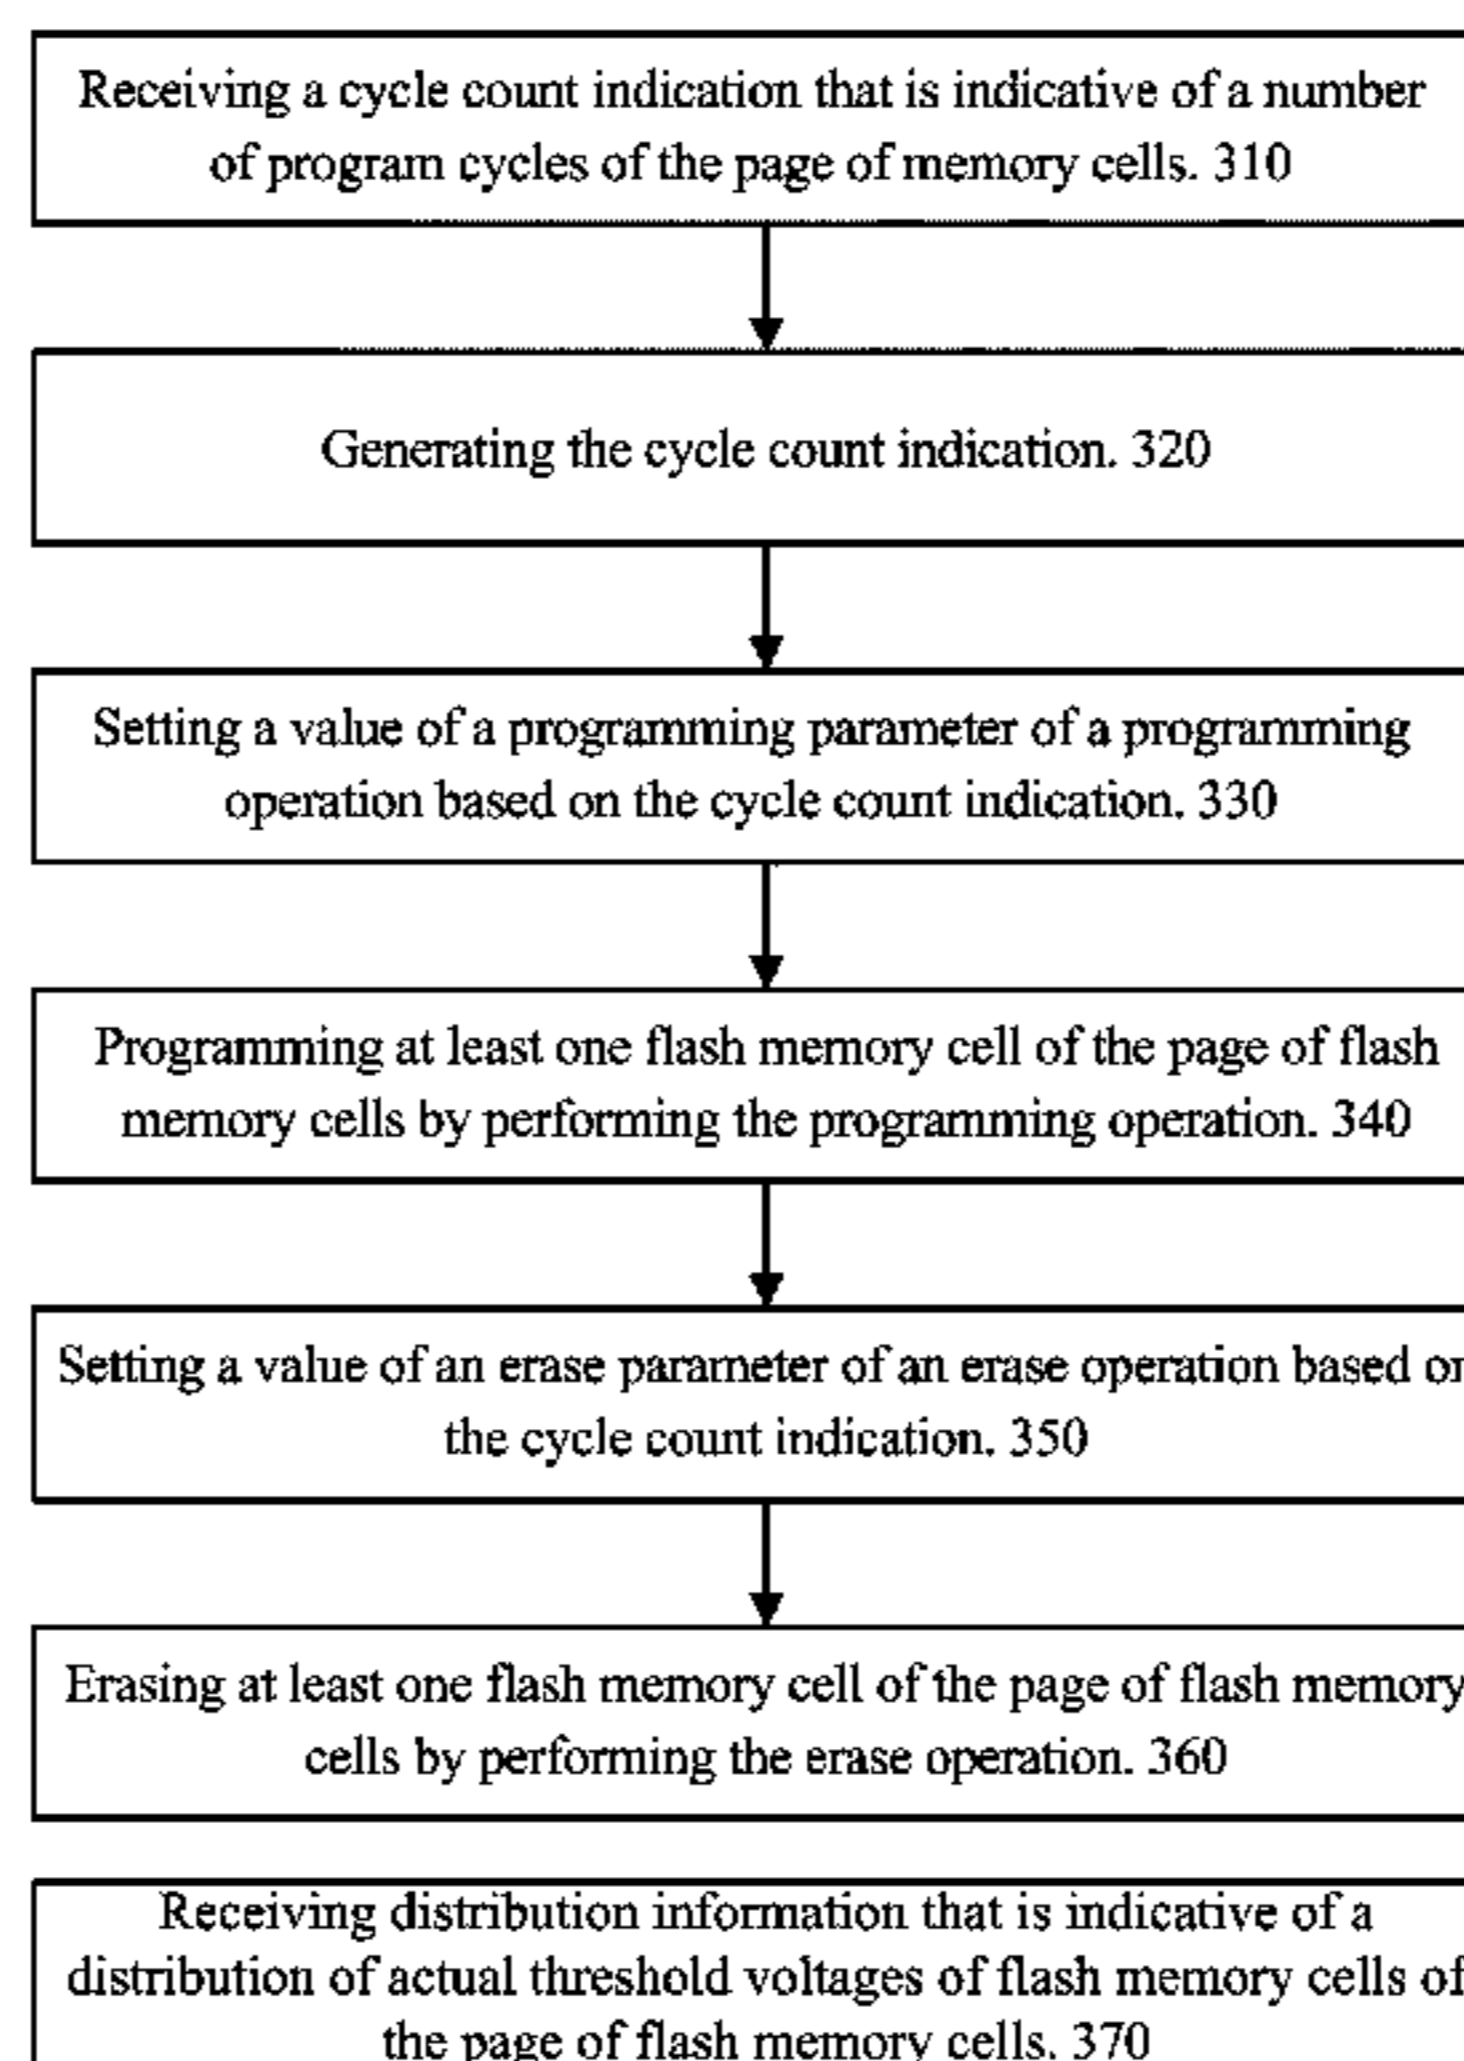 Receiving a cycle count indication that is indicative of a number
of program cycles of the page of memory cells. 310
Generating the cycle count indication. 320
Setting a value of a programming parameter of a programming
operation based on the cycle count indication. 330
Programming at least one flash memory cell of the page of flash
memory cells by performing the programming operation. 340
Setting a value of an erase parameter of an erase operation based on
the cycle count indication. 350
Erasing at least one flash memory cell of the page of flash memory
cells by performing the erase operation. 360
Receiving distribution information that is indicative of a
distribution of actual threshold voltages of flash memory cells of
the page of flash memory cells. 370